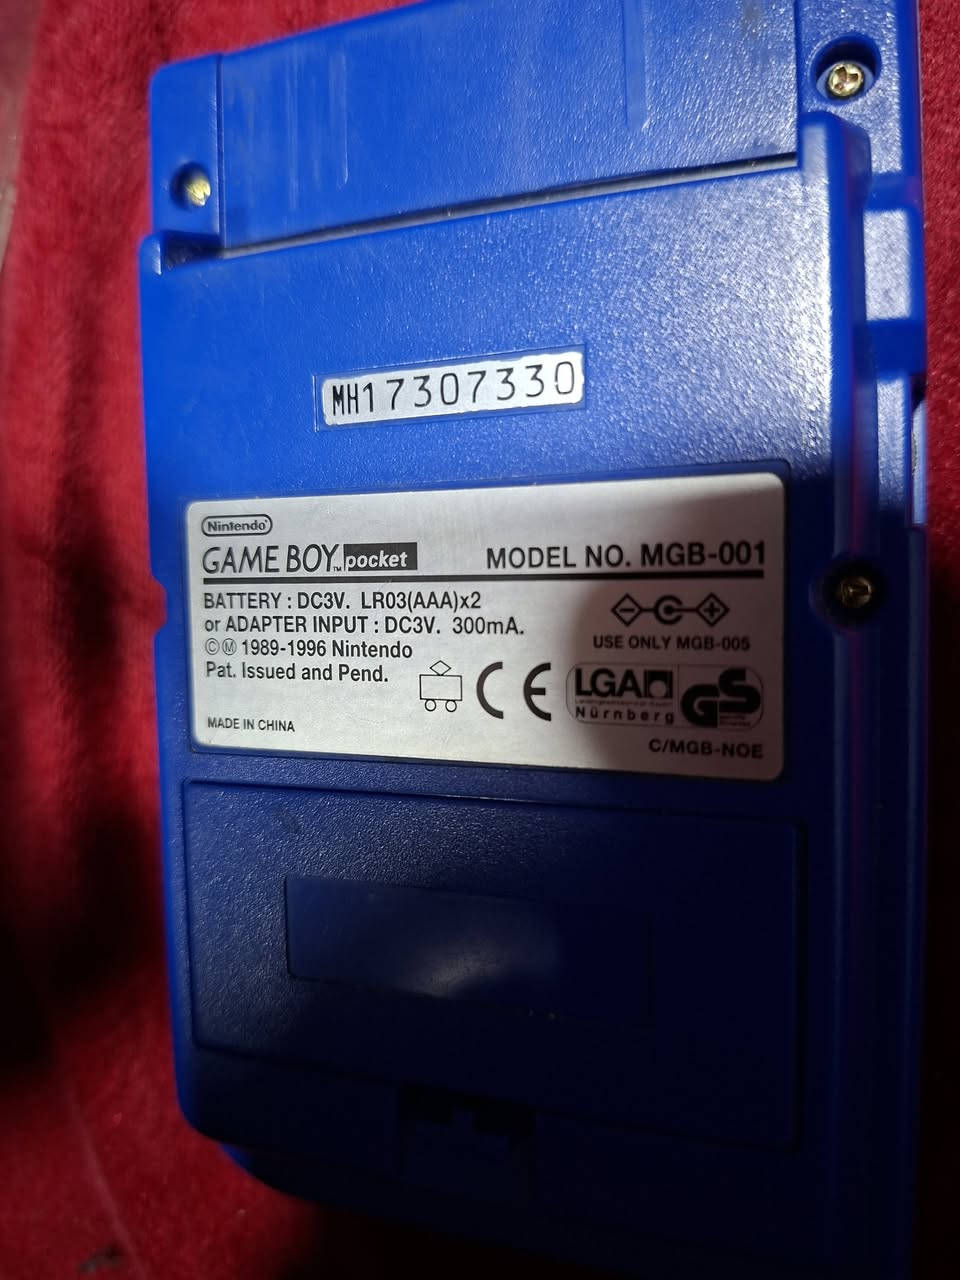 MH17307330
Nintendo
GAME BOY™ pocket MODEL NO. MGB-001
BATTERY : DC3V. LR03(AAA)x2
or ADAPTER INPUT : DC3V. 300mA.
USE ONLY MGB-005
ⒸⓂ 1989-1996 Nintendo
Pat. Issued and Pend.
CE
LGA
Nürnberg
GS
MADE IN CHINA
C/MGB-NOE